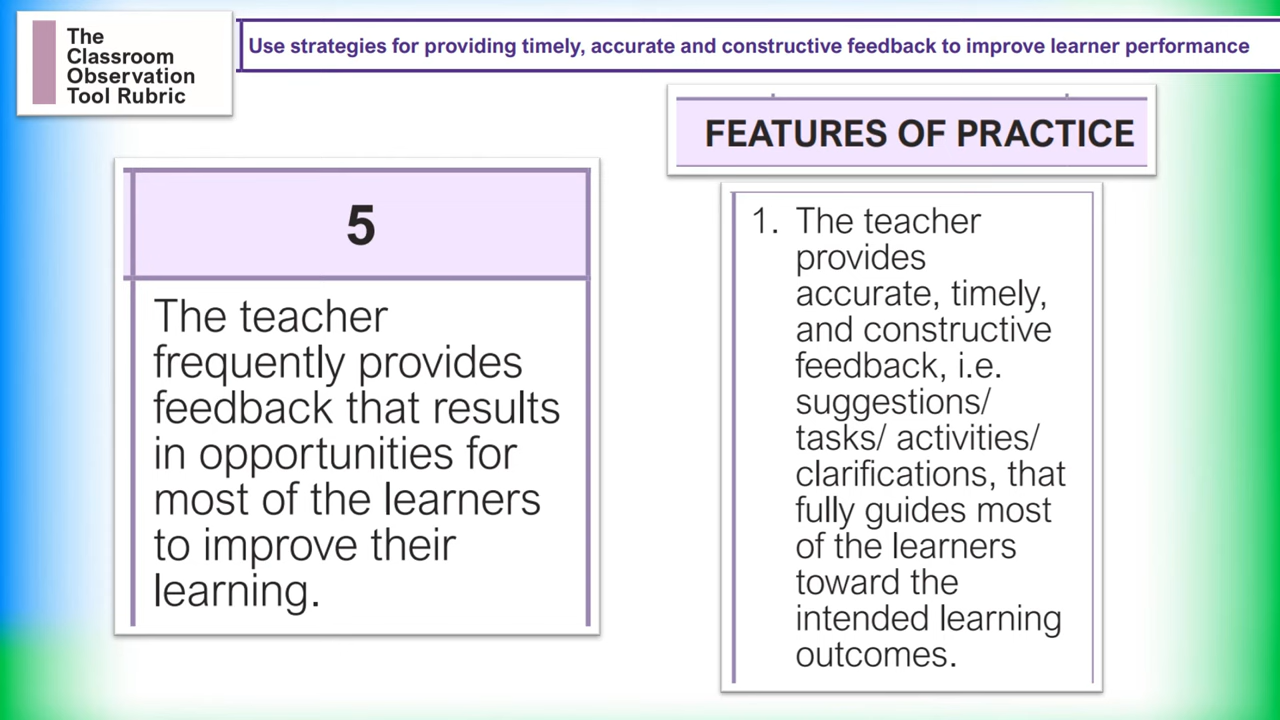 The
Classroom
Observation
Tool Rubric
Use strategies for providing timely, accurate and constructive feedback to improve learner performance
FEATURES OF PRACTICE
5
The teacher
frequently provides
feedback that results
in opportunities for
most of the learners
to improve their
learning.
1. The teacher
provides
accurate, timely,
and constructive
feedback, i.e.
suggestions/
tasks/ activities/
clarifications, that
fully guides most
of the learners
toward the
intended learning
outcomes.